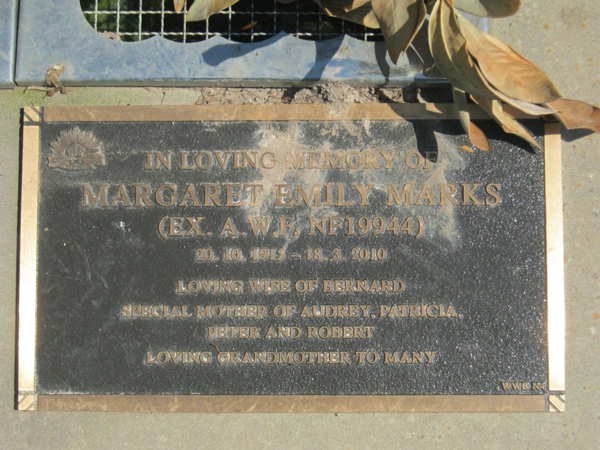 IN LOVING MEMORY OF
MARGARET EMILY MARKS
(EX. A.W.F. NF19944)
20. 10. 1915 – 18. 3. 2010
LOVING WIFE OF BERNARD
SPECIAL MOTHER OF AUDREY, PATRICIA,
PETER AND ROBERT
LOVING GRANDMOTHER TO MANY